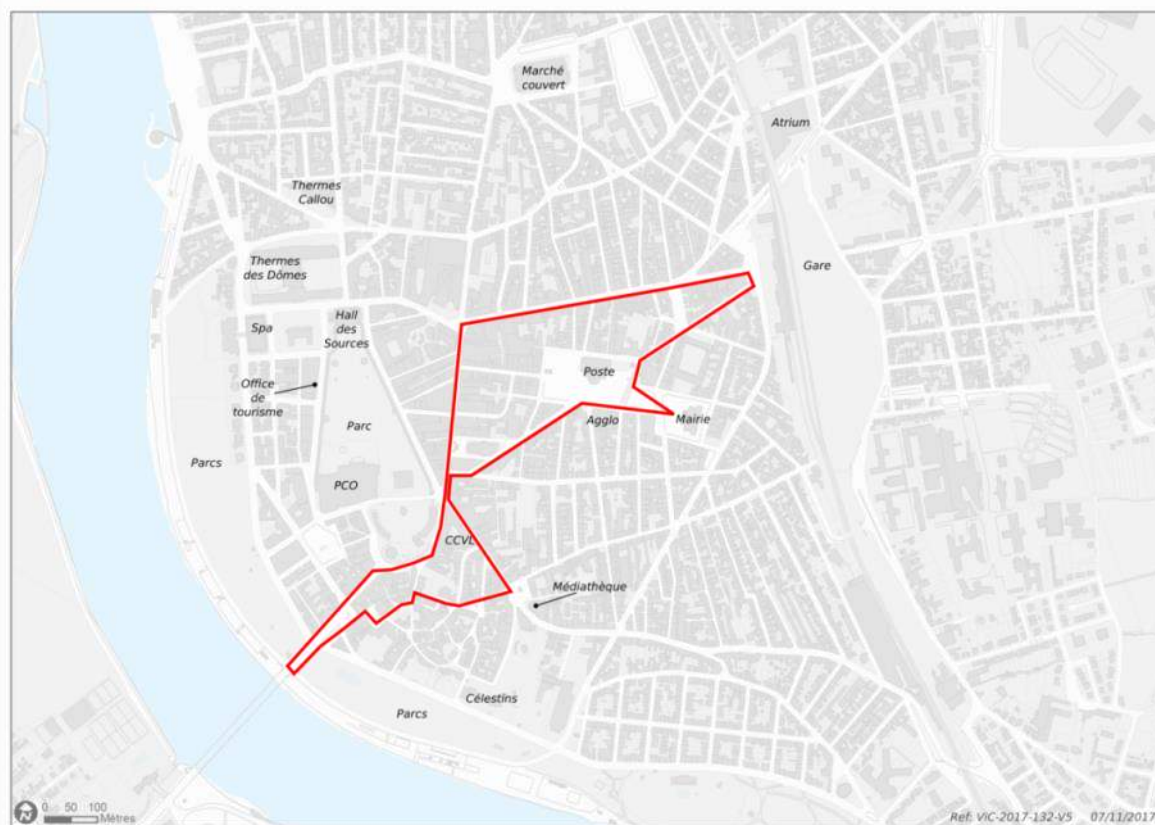 Marché
couvert
Atrium
Thermes
Callou
Thermes
des Dômes
Gare
Hall
des
Sources
Spa
Poste
Office
de
tourisme
Agglo
Mairie
Parc
Parcs
PCO
CCVL
Médiathèque
Célestins
Parcs
N
0 50 100
Mètres
Ref: VIC-2017-132-V5 07/11/2017